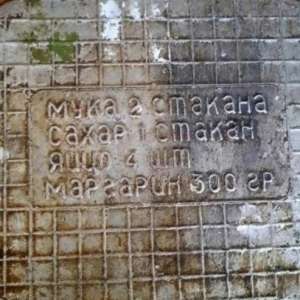 МУКА 2 СТАКАНА
САХАР 1 СТАКАН
ЯЙЦО 4 ШТ
МАРГАРИН 300 ГР